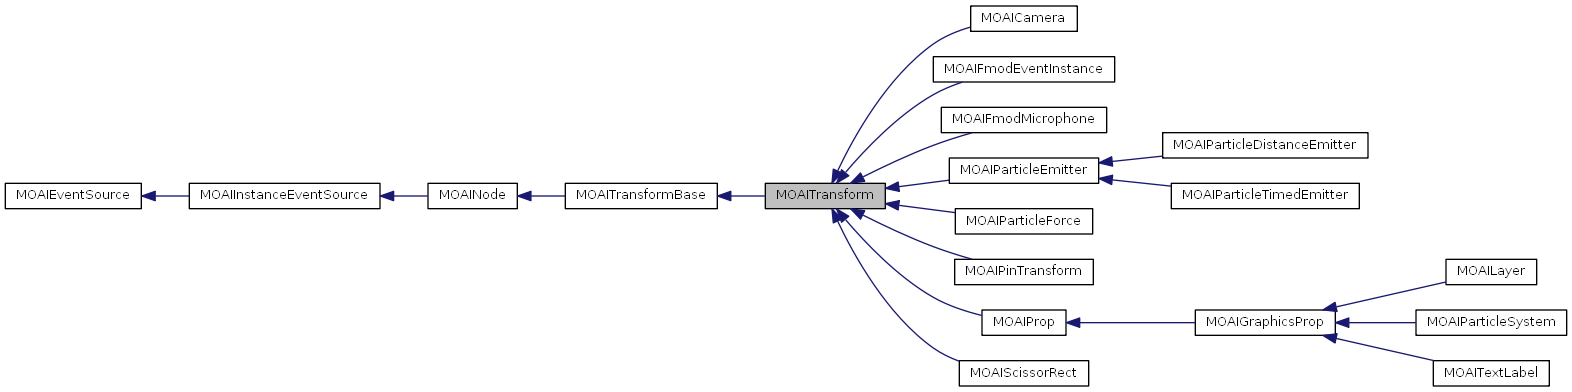 MOAICamera
MOAIFmodEventInstance
MOAIFmodMicrophone
MOAIParticleDistanceEmitter
MOAIParticleEmitter
MOAIEventSource
MOAIInstanceEventSource
MOAINode
MOAITransformBase
MOAITransform
MOAIParticleTimedEmitter
MOAIParticleForce
MOAIPinTransform
MOAILayer
MOAIProp
MOAIGraphicsProp
MOAIParticleSystem
MOAIScissorRect
MOAITextLabel